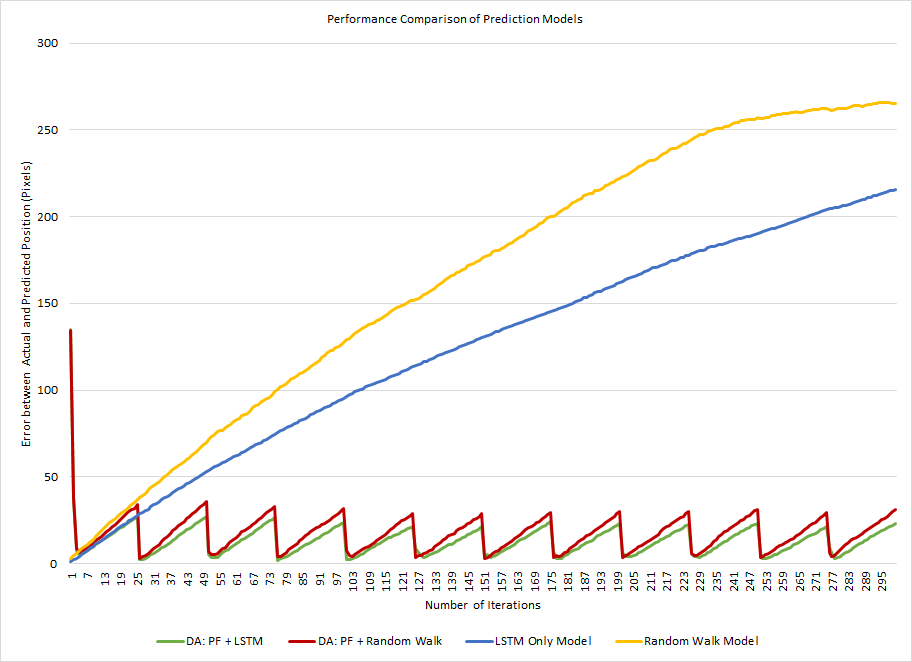 Performance Comparison of Prediction Models
300
250
200
150
100
50
0
Error between Actual and Predicted Position (Pixels)
1 7 13 19 25 31 37 43 49 55 61 67 73 79 85 91 97 103 109 115 121 127 133 139 145 151 157 163 169 175 181 187 193 199 205 211 217 223 229 235 241 247 253 259 265 271 277 283 289 295
Number of Iterations
DA: PF + LSTM DA: PF + Random Walk LSTM Only Model Random Walk Model